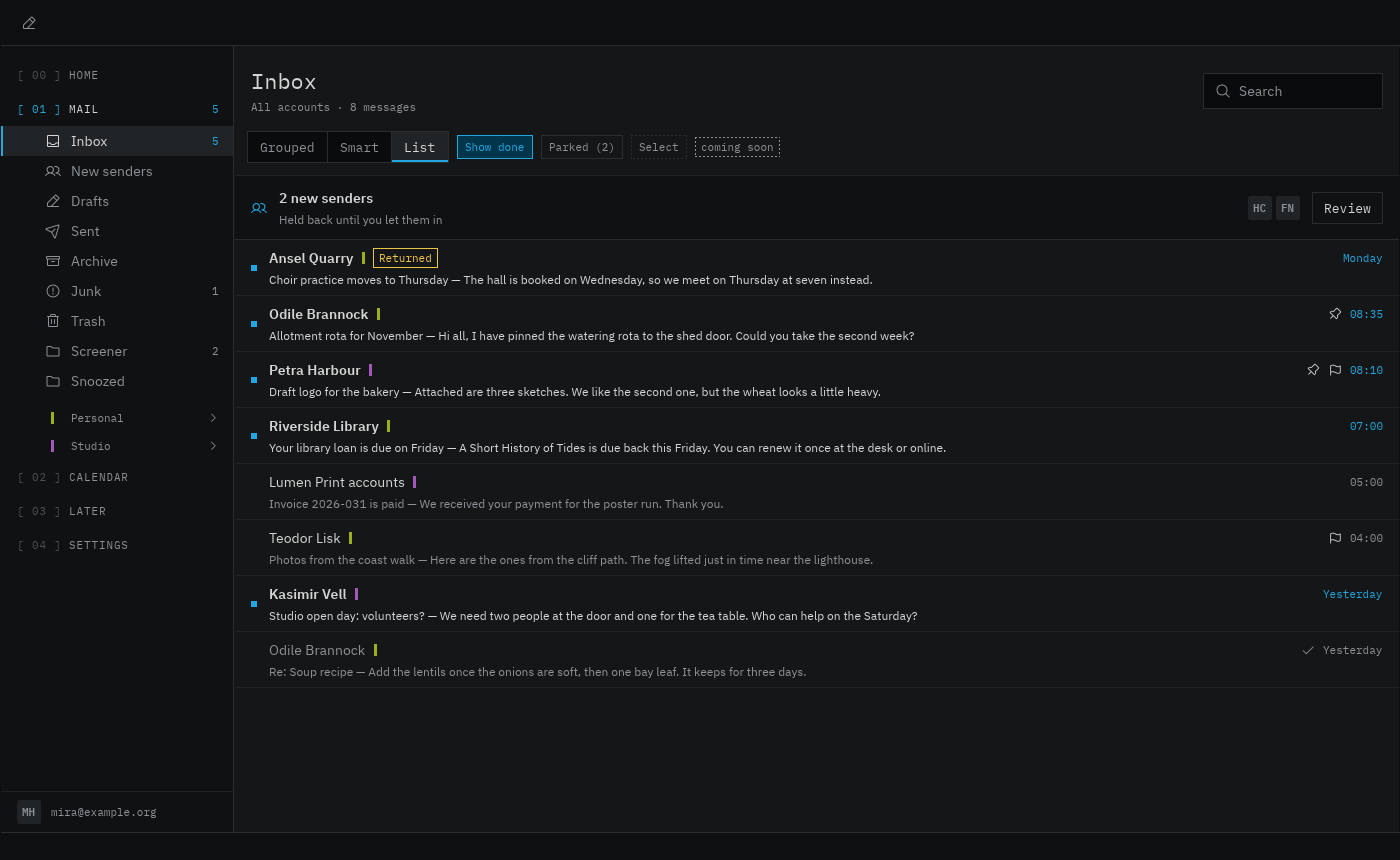 [ 00 ] HOME
[ 01 ] MAIL 5
Inbox 5
New senders
Drafts
Sent
Archive
Junk 1
Trash
Screener 2
Snoozed
Personal
Studio
[ 02 ] CALENDAR
[ 03 ] LATER
[ 04 ] SETTINGS
MH mira@example.org
Inbox
All accounts · 8 messages
Search
Grouped Smart List Show done Parked (2) Select coming soon
2 new senders
Held back until you let them in
HC FN Review
Ansel Quarry Returned Monday
Choir practice moves to Thursday — The hall is booked on Wednesday, so we meet on Thursday at seven instead.
Odile Brannock 08:35
Allotment rota for November — Hi all, I have pinned the watering rota to the shed door. Could you take the second week?
Petra Harbour 08:10
Draft logo for the bakery — Attached are three sketches. We like the second one, but the wheat looks a little heavy.
Riverside Library 07:00
Your library loan is due on Friday — A Short History of Tides is due back this Friday. You can renew it once at the desk or online.
Lumen Print accounts 05:00
Invoice 2026-031 is paid — We received your payment for the poster run. Thank you.
Teodor Lisk 04:00
Photos from the coast walk — Here are the ones from the cliff path. The fog lifted just in time near the lighthouse.
Kasimir Vell Yesterday
Studio open day: volunteers? — We need two people at the door and one for the tea table. Who can help on the Saturday?
Odile Brannock Yesterday
Re: Soup recipe — Add the lentils once the onions are soft, then one bay leaf. It keeps for three days.